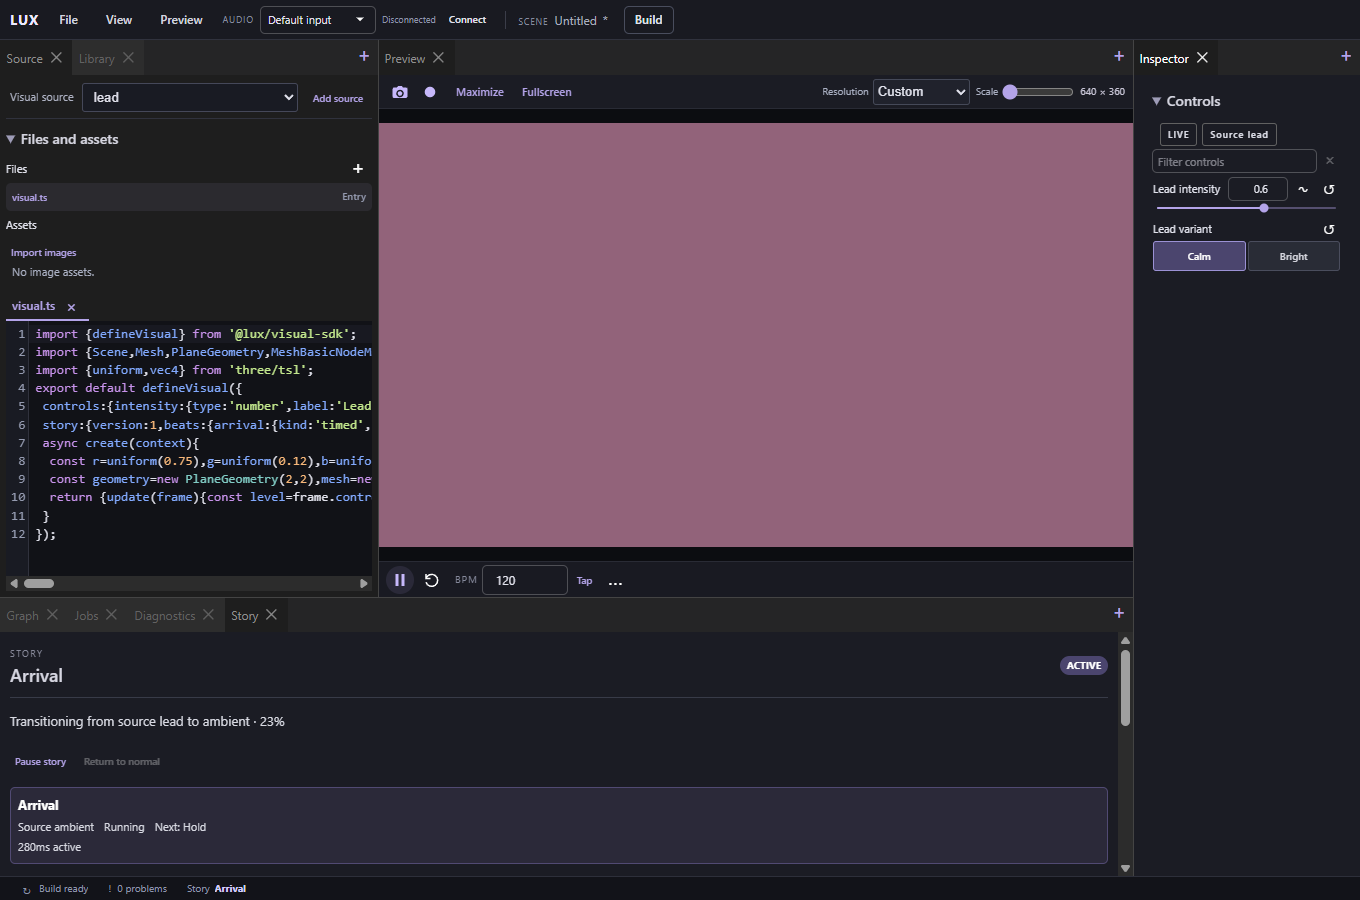 LUX File View Preview AUDIO Default input Disconnected Connect SCENE Untitled * Build
Source Library
Visual source lead Add source
Files and assets
Files
visual.ts Entry
Assets
Import images
No image assets.
visual.ts
1 import {defineVisual} from '@lux/visual-sdk';
2 import {Scene,Mesh,PlaneGeometry,MeshBasicNodeM
3 import {uniform,vec4} from 'three/tsl';
4 export default defineVisual({
5 controls:{intensity:{type:'number',label:'Lead
6 story:{version:1,beats:{arrival:{kind:'timed',
7 async create(context){
8 const r=uniform(0.75),g=uniform(0.12),b=unifo
9 const geometry=new PlaneGeometry(2,2),mesh=ne
10 return {update(frame){const level=frame.contr
11 }
12 });
Preview
Maximize Fullscreen Resolution Custom Scale 640 × 360
BPM 120 Tap ...
Inspector
Controls
LIVE Source lead
Filter controls
Lead intensity 0.6
Lead variant
Calm Bright
Graph Jobs Diagnostics Story
STORY
Arrival
ACTIVE
Transitioning from source lead to ambient · 23%
Pause story Return to normal
Arrival
Source ambient Running Next: Hold
280ms active
Build ready ! 0 problems Story Arrival